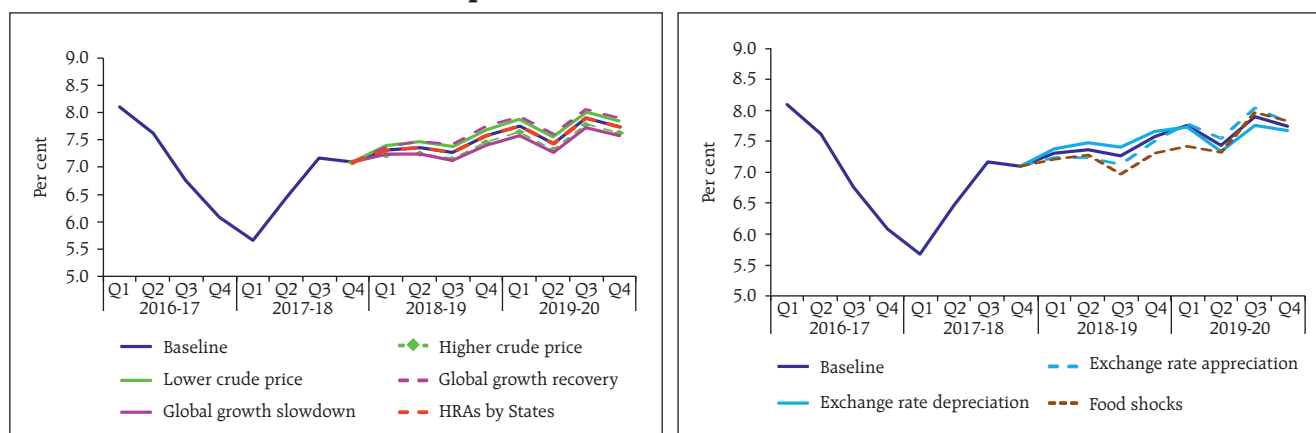 Per cent
9.0
8.5
8.0
7.5
7.0
6.5
6.0
5.5
5.0
Q1 Q2 Q3 Q4 Q1 Q2 Q3 Q4 Q1 Q2 Q3 Q4 Q1 Q2 Q3 Q4
2016-17 2017-18 2018-19 2019-20
Baseline Higher crude price
Lower crude price Global growth recovery
Global growth slowdown HRAs by States
Per cent
9.0
8.5
8.0
7.5
7.0
6.5
6.0
5.5
5.0
Q1 Q2 Q3 Q4 Q1 Q2 Q3 Q4 Q1 Q2 Q3 Q4 Q1 Q2 Q3 Q4
2016-17 2017-18 2018-19 2019-20
Baseline Exchange rate appreciation
Exchange rate depreciation Food shocks